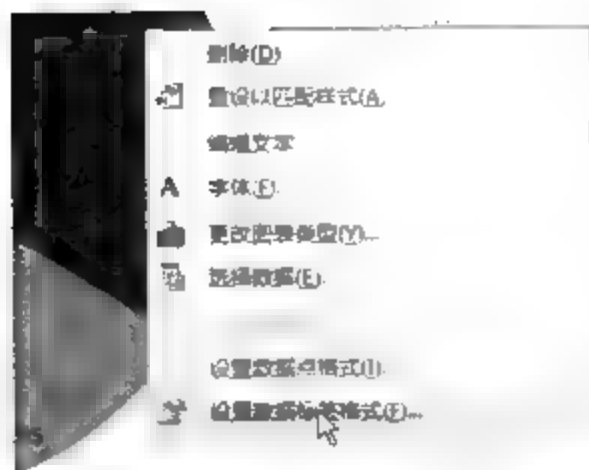 删除(D)
重设以匹配样式(A)
编辑文本
A 字体(F)
更改图表类型(Y)...
选择数据(E)
设置数据点格式(I)
设置数据标签格式(F)...